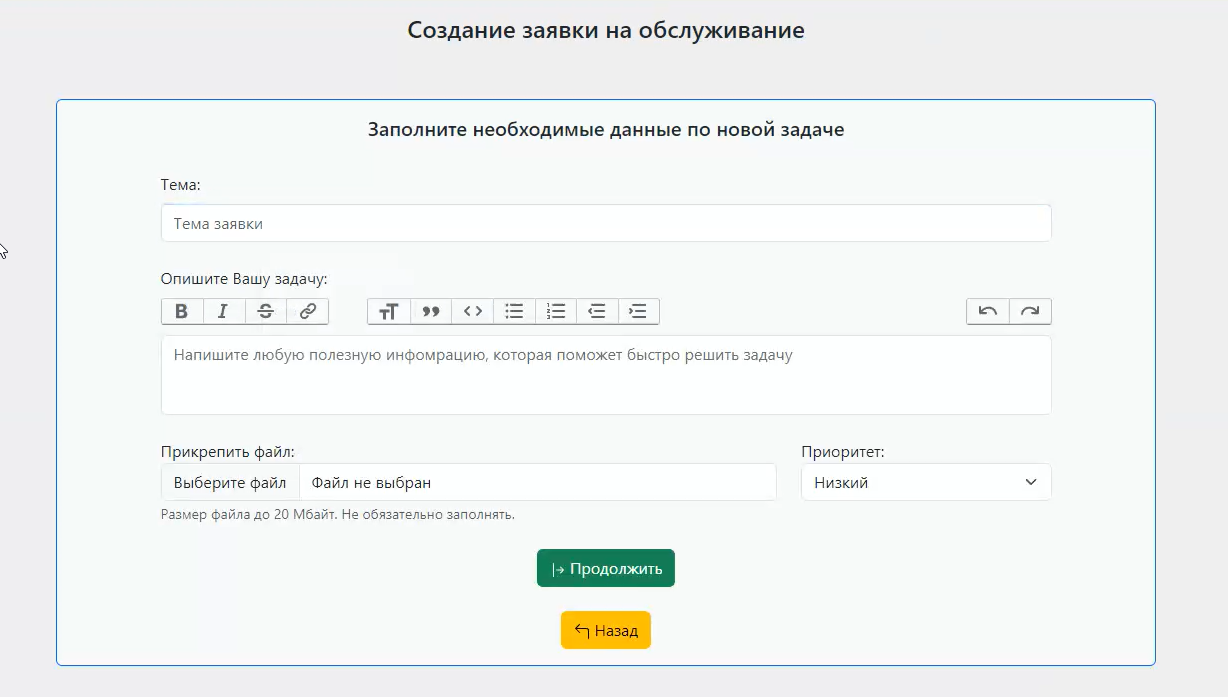 Создание заявки на обслуживание
Заполните необходимые данные по новой задаче
Тема:
Тема заявки
Опишите Вашу задачу:
Напишите любую полезную инфомрацию, которая поможет быстро решить задачу
Прикрепить файл:
Приоритет:
Выберите файл Файл не выбран
Низкий
Размер файла до 20 Мбайт. Не обязательно заполнять.
Продолжить
Назад